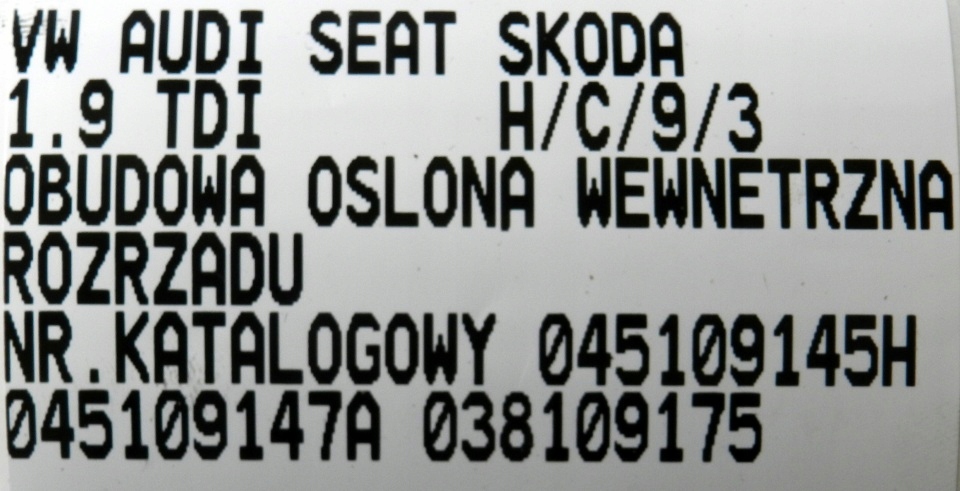 VW AUDI SEAT SKODA
1.9 TDI H/C/9/3
OBUDOWA OSLONA WEWNETRZNA
ROZRZADU
NR.KATALOGOWY 045109145H
045109147A 038109175